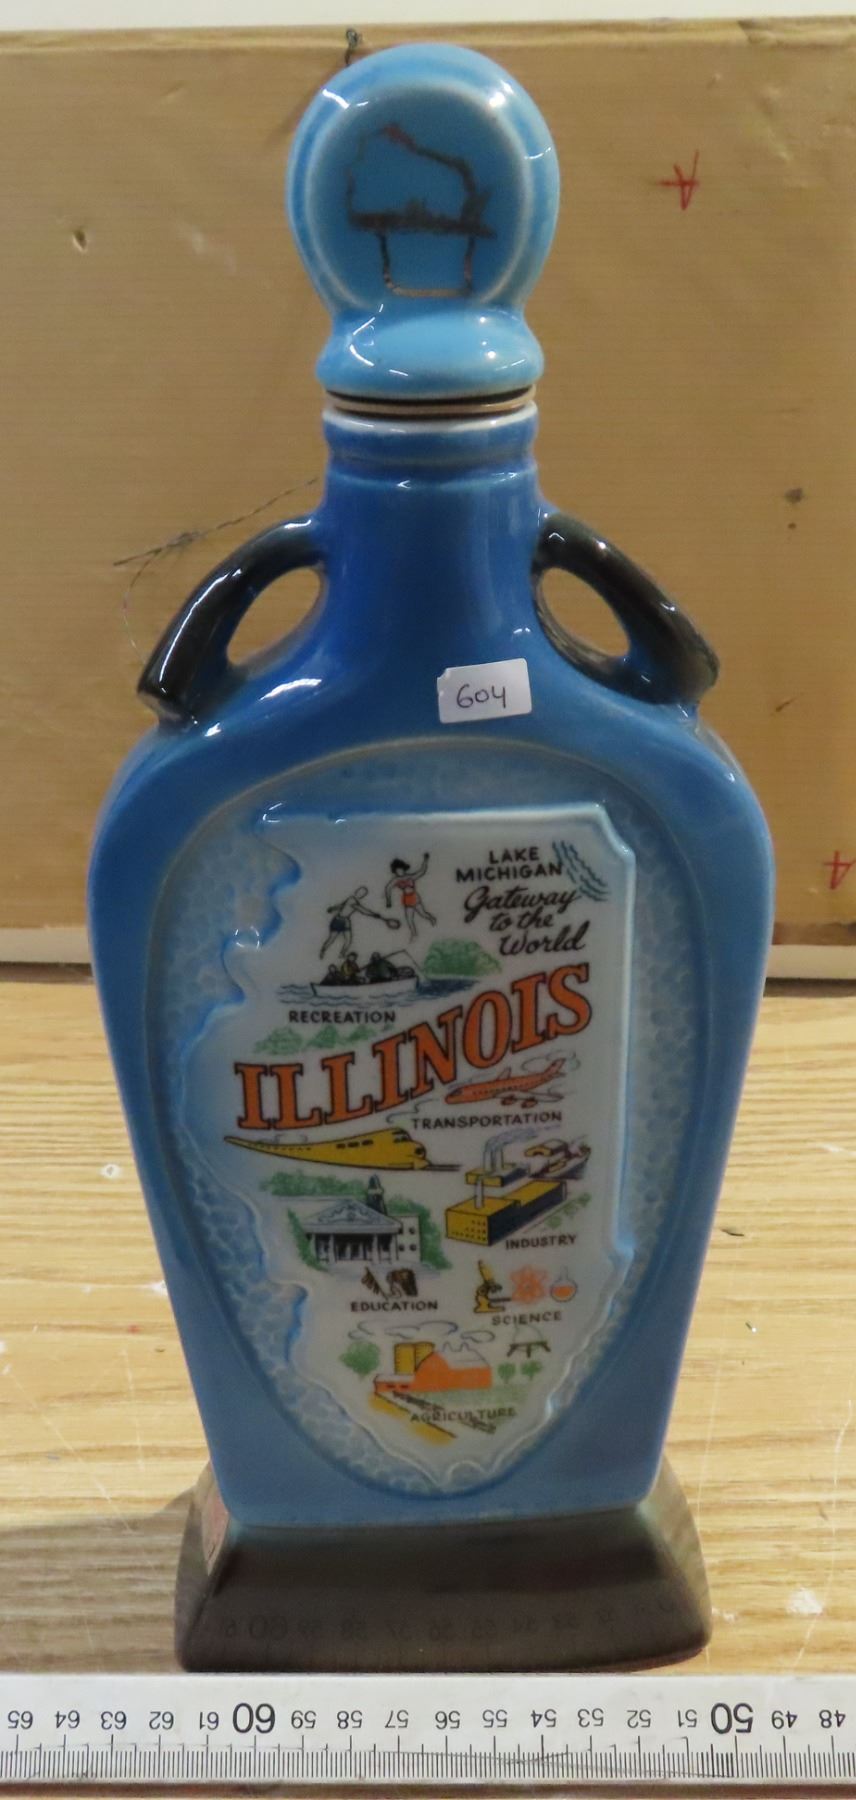 A
604
A
LAKE
MICHIGAN
Gateway
to the
World
RECREATION
ILLINOIS
TRANSPORTATION
INDUSTRY
EDUCATION
SCIENCE
AGRICULTURE
65 64 63 62 61 60 59 58 57 56 55 54 53 52 51 50 49 48